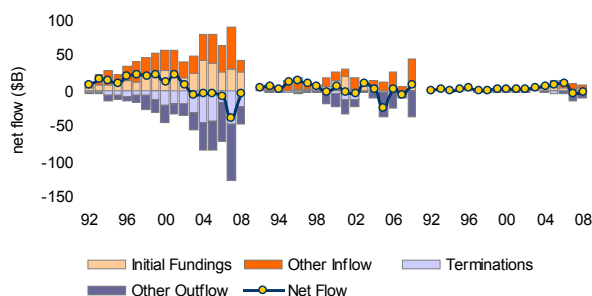 100
50
0
-50
-100
-150
net flow ($B)
92 96 00 04 08 94 98 02 06 92 96 00 04 08
Initial Fundings Other Inflow Terminations
Other Outflow Net Flow